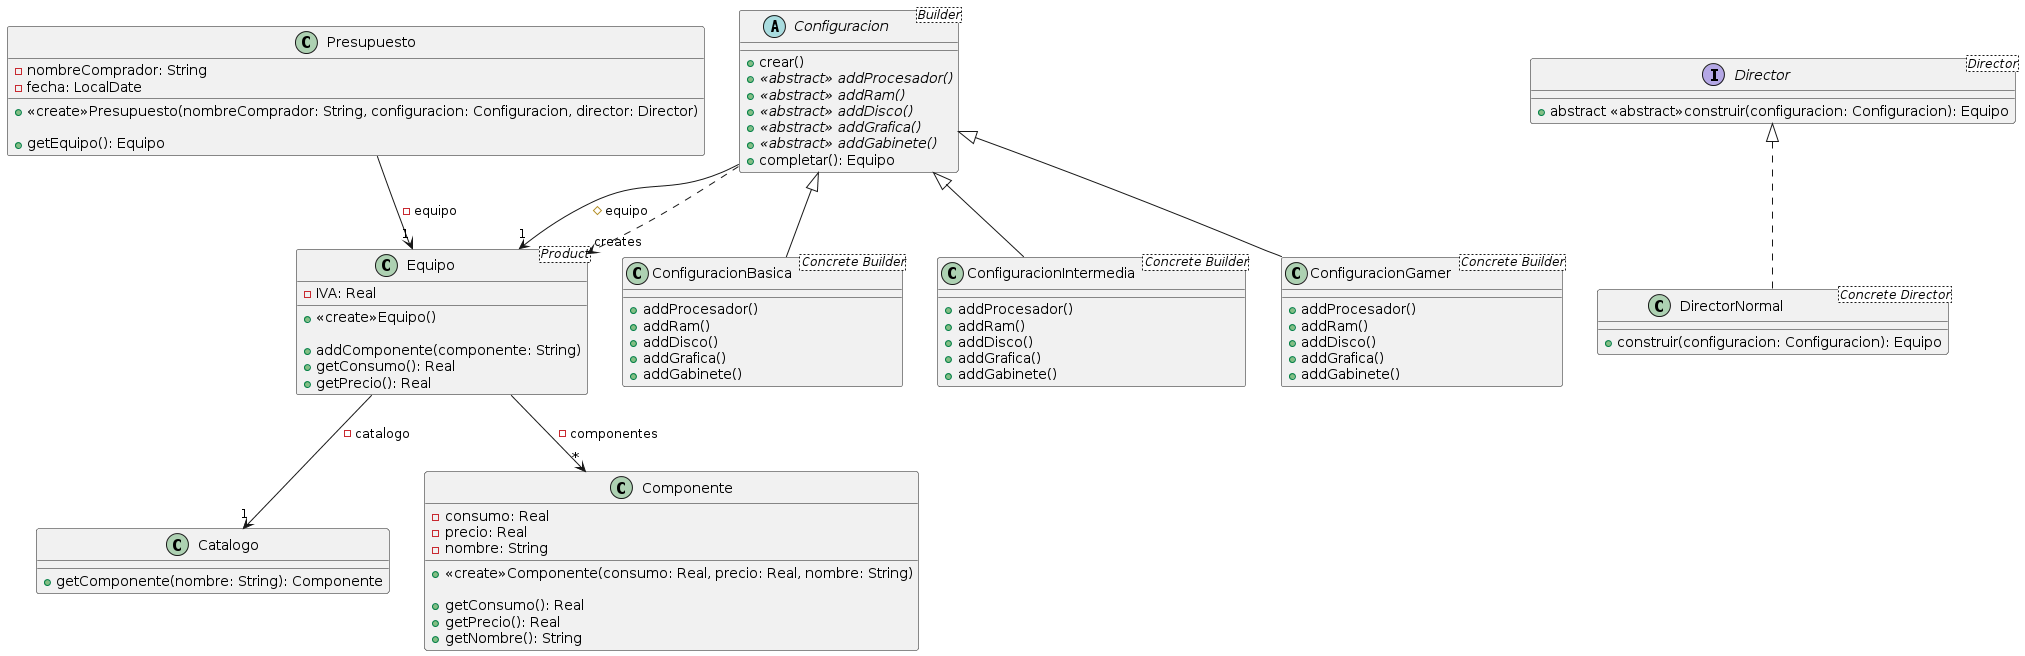 Presupuesto
nombreComprador: String
fecha: LocalDate
«create»Presupuesto(nombreComprador: String, configuracion: Configuracion, director: Director)
getEquipo(): Equipo
A
Configuracion
Builder
crear()
«abstract» addProcesador()
«abstract» addRam()
«abstract» addDisco()
«abstract» addGrafica()
«abstract» addGabinete()
completar(): Equipo
I
Director
Director
abstract «abstract»construir(configuracion: Configuracion): Equipo
equipo
1
equipo
1
creates
C
Equipo
Product
IVA: Real
«create»Equipo()
addComponente(componente: String)
getConsumo(): Real
getPrecio(): Real
C
ConfiguracionBasica
Concrete Builder
addProcesador()
addRam()
addDisco()
addGrafica()
addGabinete()
C
ConfiguracionIntermedia
Concrete Builder
addProcesador()
addRam()
addDisco()
addGrafica()
addGabinete()
C
ConfiguracionGamer
Concrete Builder
addProcesador()
addRam()
addDisco()
addGrafica()
addGabinete()
C
DirectorNormal
Concrete Director
construir(configuracion: Configuracion): Equipo
catalogo
1
componentes
*
C
Catalogo
getComponente(nombre: String): Componente
C
Componente
consumo: Real
precio: Real
nombre: String
«create»Componente(consumo: Real, precio: Real, nombre: String)
getConsumo(): Real
getPrecio(): Real
getNombre(): String